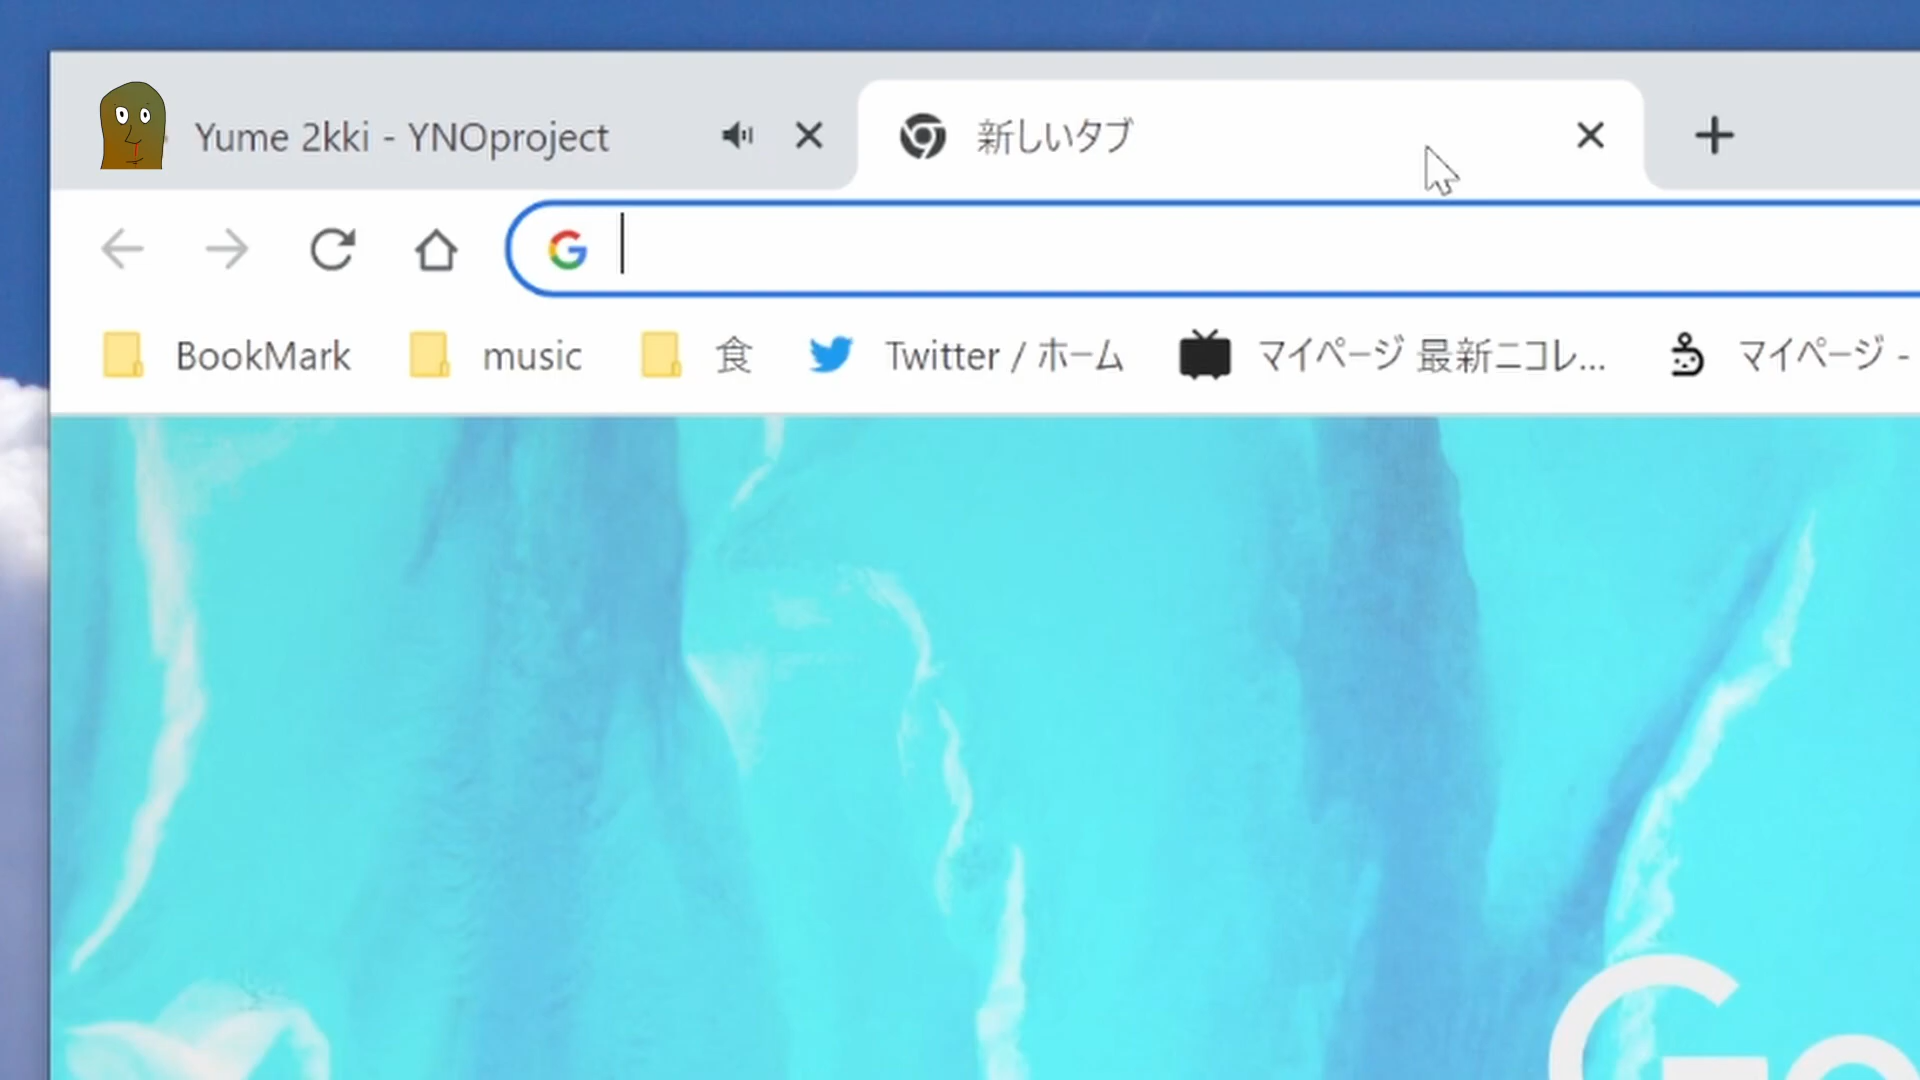 Yume 2kki - YNOproject
新しいタブ
BookMark
music
食
Twitter / ホーム
マイページ 最新ニコレ...
マイページ -
Go